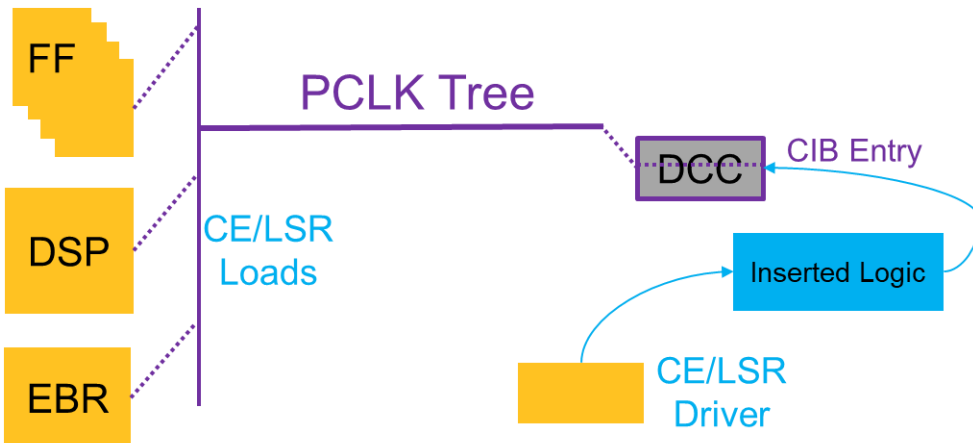 FF
PCLK Tree
DCC
CIB Entry
DSP
CE/LSR
Loads
Inserted Logic
EBR
CE/LSR
Driver